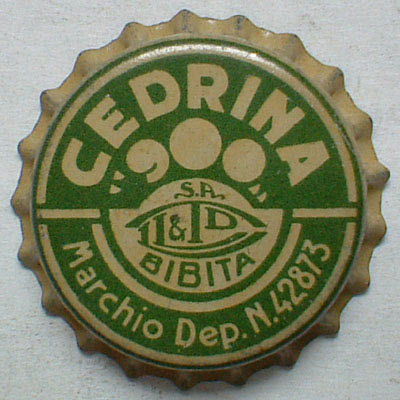 CEDRINA
"900"
S.A.
BIBITA
Marchio Dep. N. 42873